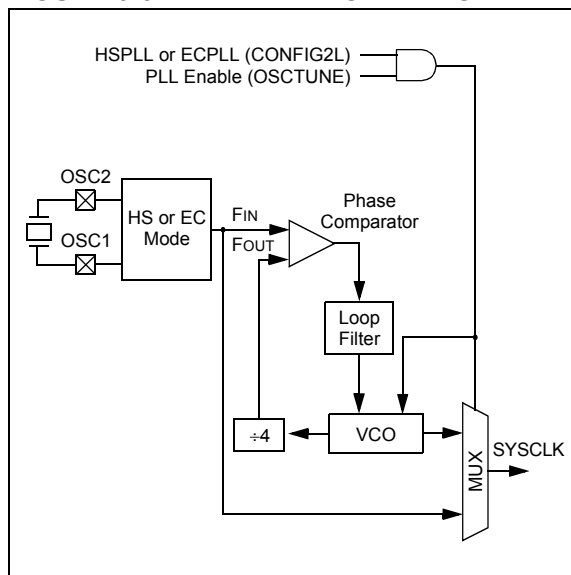 HSPLL or ECPLL (CONFIG2L)
PLL Enable (OSCTUNE)
OSC2
OSC1
HS or EC
Mode
FIN
FOUT
Phase
Comparator
Loop
Filter
÷4
VCO
MUX
SYSCLK